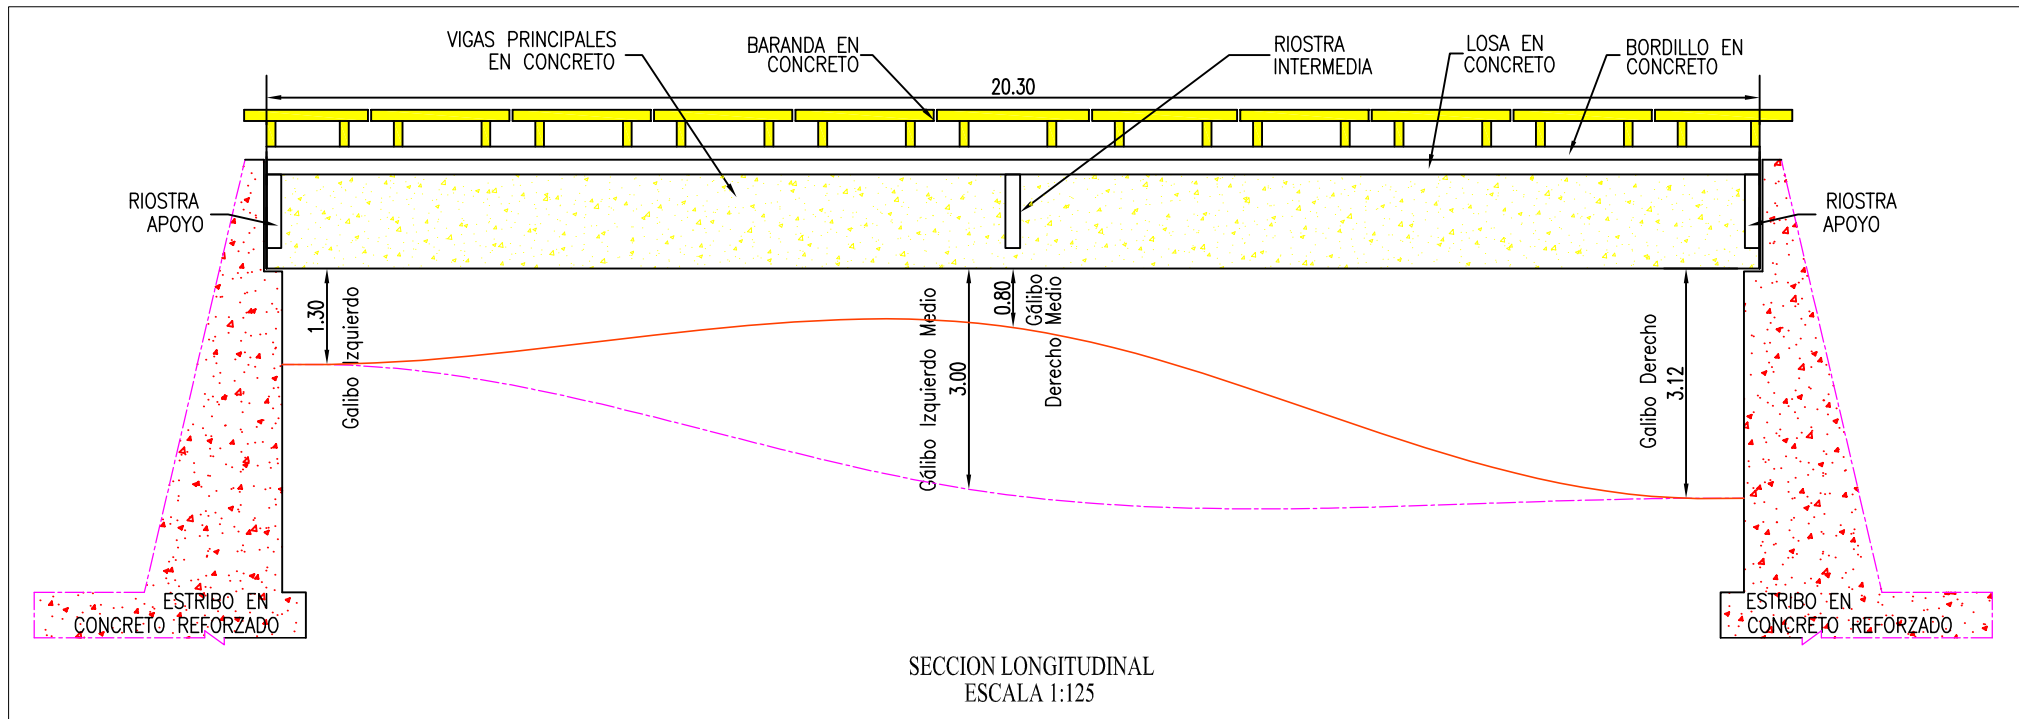 VIGAS PRINCIPALES
EN CONCRETO
BARANDA EN
CONCRETO
RIOSTRA
INTERMEDIA
LOSA EN
CONCRETO
BORDILLO EN
CONCRETO
20.30
RIOSTRA
APOYO
RIOSTRA
APOYO
1.30
Galibo Izquierdo
Gálibo Izquierdo Medio
3.00
0.80
Gálibo
Derecho Medio
Galibo Derecho
3.12
ESTRIBO EN
CONCRETO REFORZADO
ESTRIBO EN
CONCRETO REFORZADO
SECCION LONGITUDINAL
ESCALA 1:125